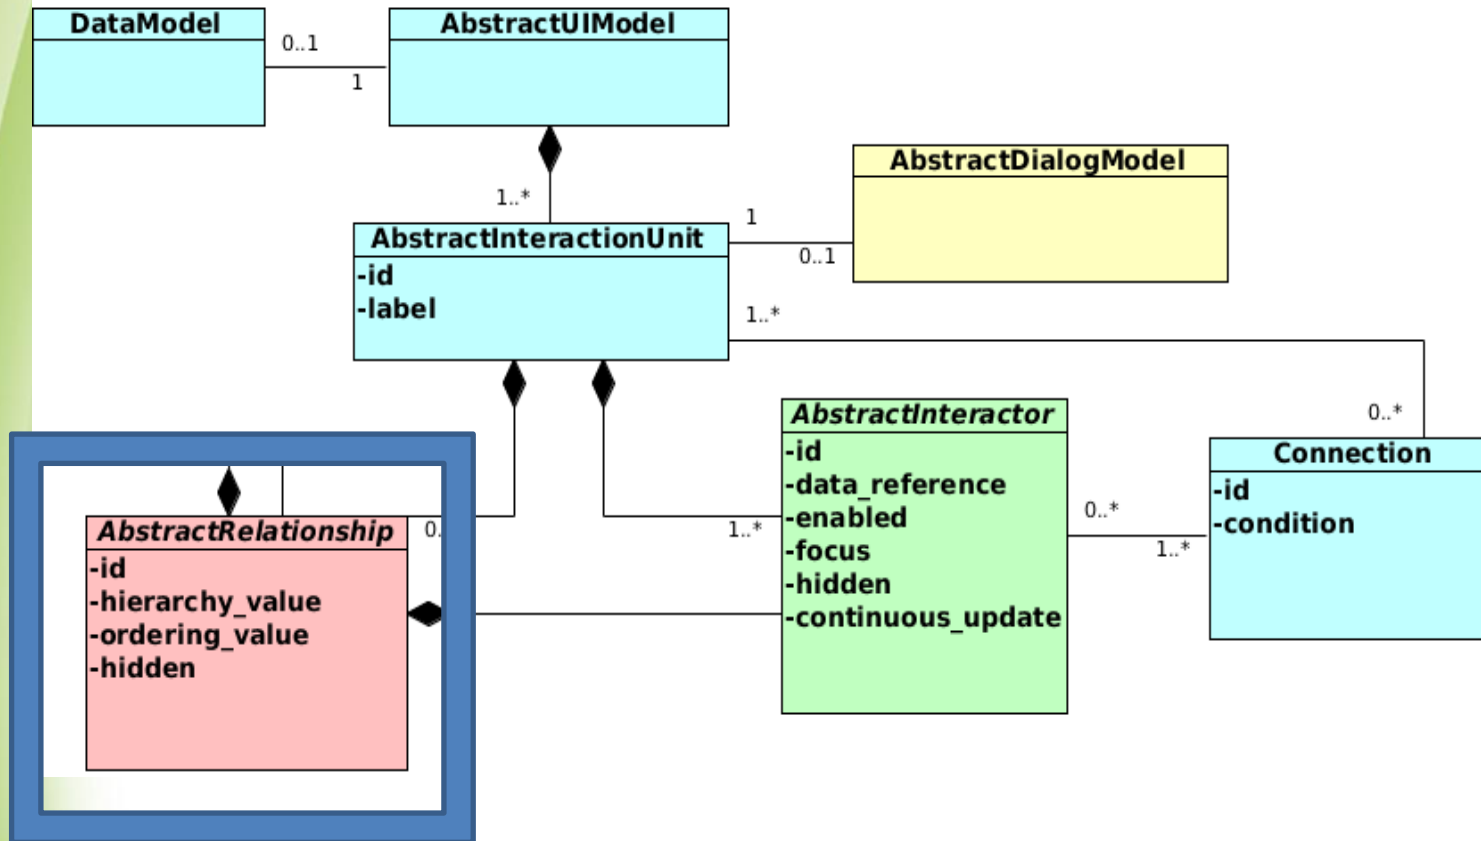 DataModel
0..1
1
AbstractUIModel
1..*
AbstractInteractionUnit
-id
-label
1
0..1
AbstractDialogModel
1..*
0..*
AbstractRelationship
-id
-hierarchy_value
-ordering_value
-hidden
0.
1..*
AbstractInteractor
-id
-data_reference
-enabled
-focus
-hidden
-continuous_update
0..*
1..*
Connection
-id
-condition